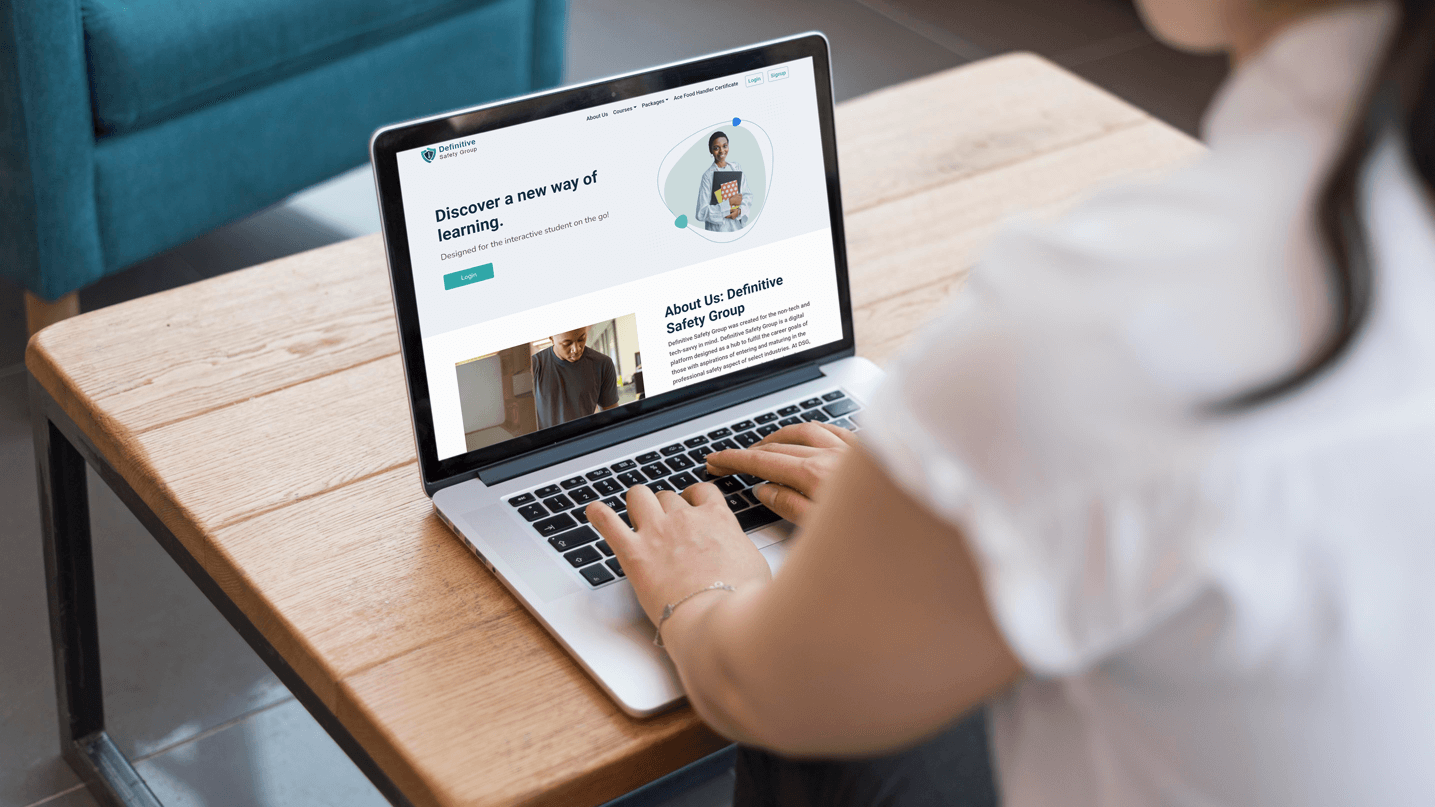 About Us Courses Packages Ace Food Handler Certificate Login Signup
Definitive
Safety Group
Discover a new way of
learning.
Designed for the interactive student on the go!
Login
About Us: Definitive
Safety Group
Definitive Safety Group was created for the non-tech and
tech-savvy in mind. Definitive Safety Group is a digital
platform designed as a hub to fulfill the career goals of
those with aspirations of entering and maturing in the
professional safety aspect of select industries. At DSG,